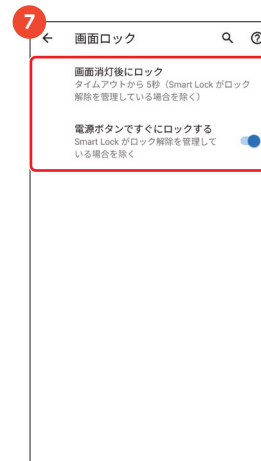 7
画面ロック
画面消灯後にロック
タイムアウトから 5秒（Smart Lock がロック
解除を管理している場合を除く）
電源ボタンですぐにロックする
Smart Lock がロック解除を管理して
いる場合を除く